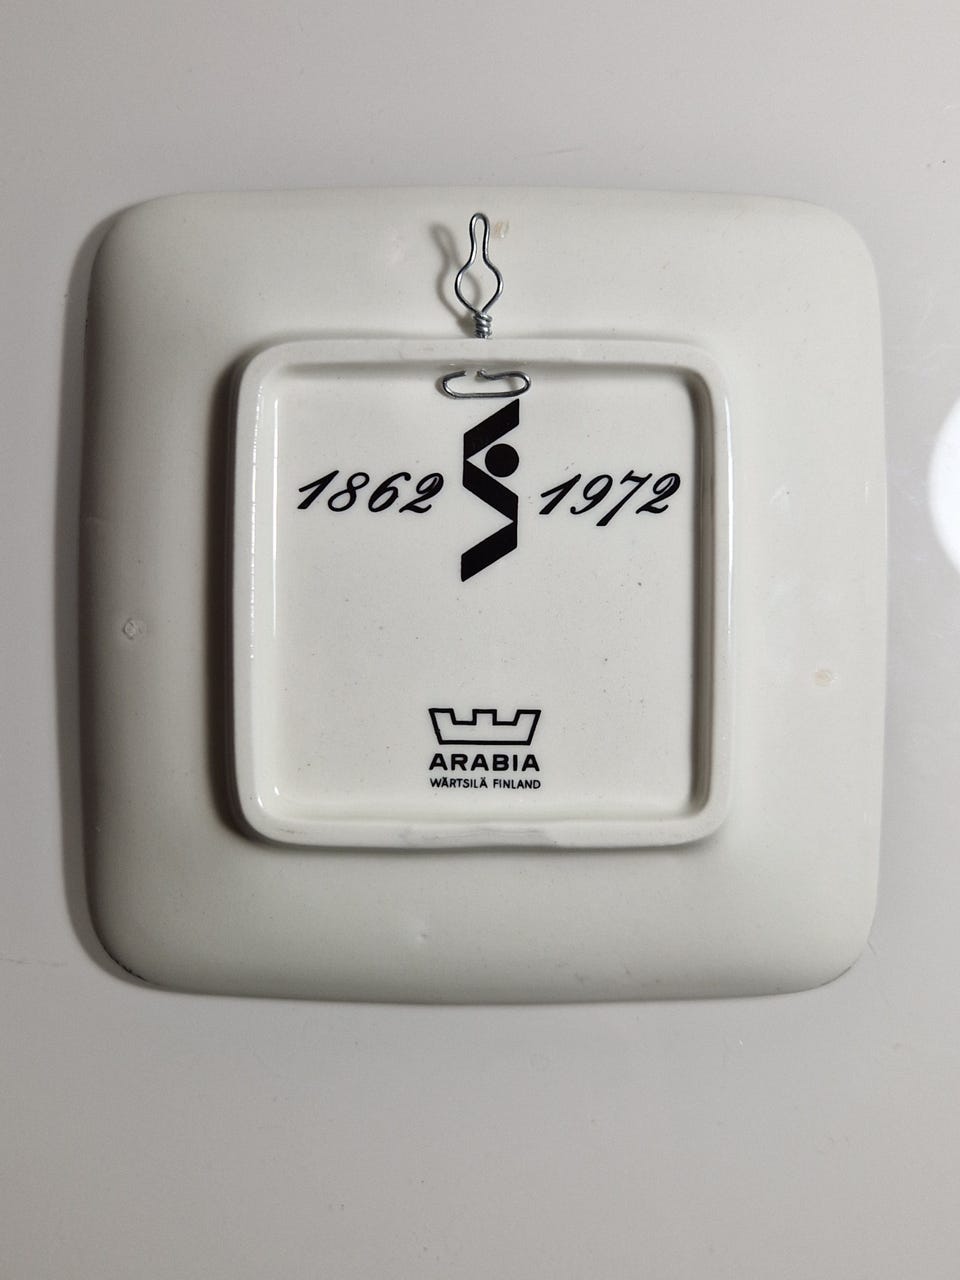 1862 1972
ARABIA
WÄRTSILÄ FINLAND